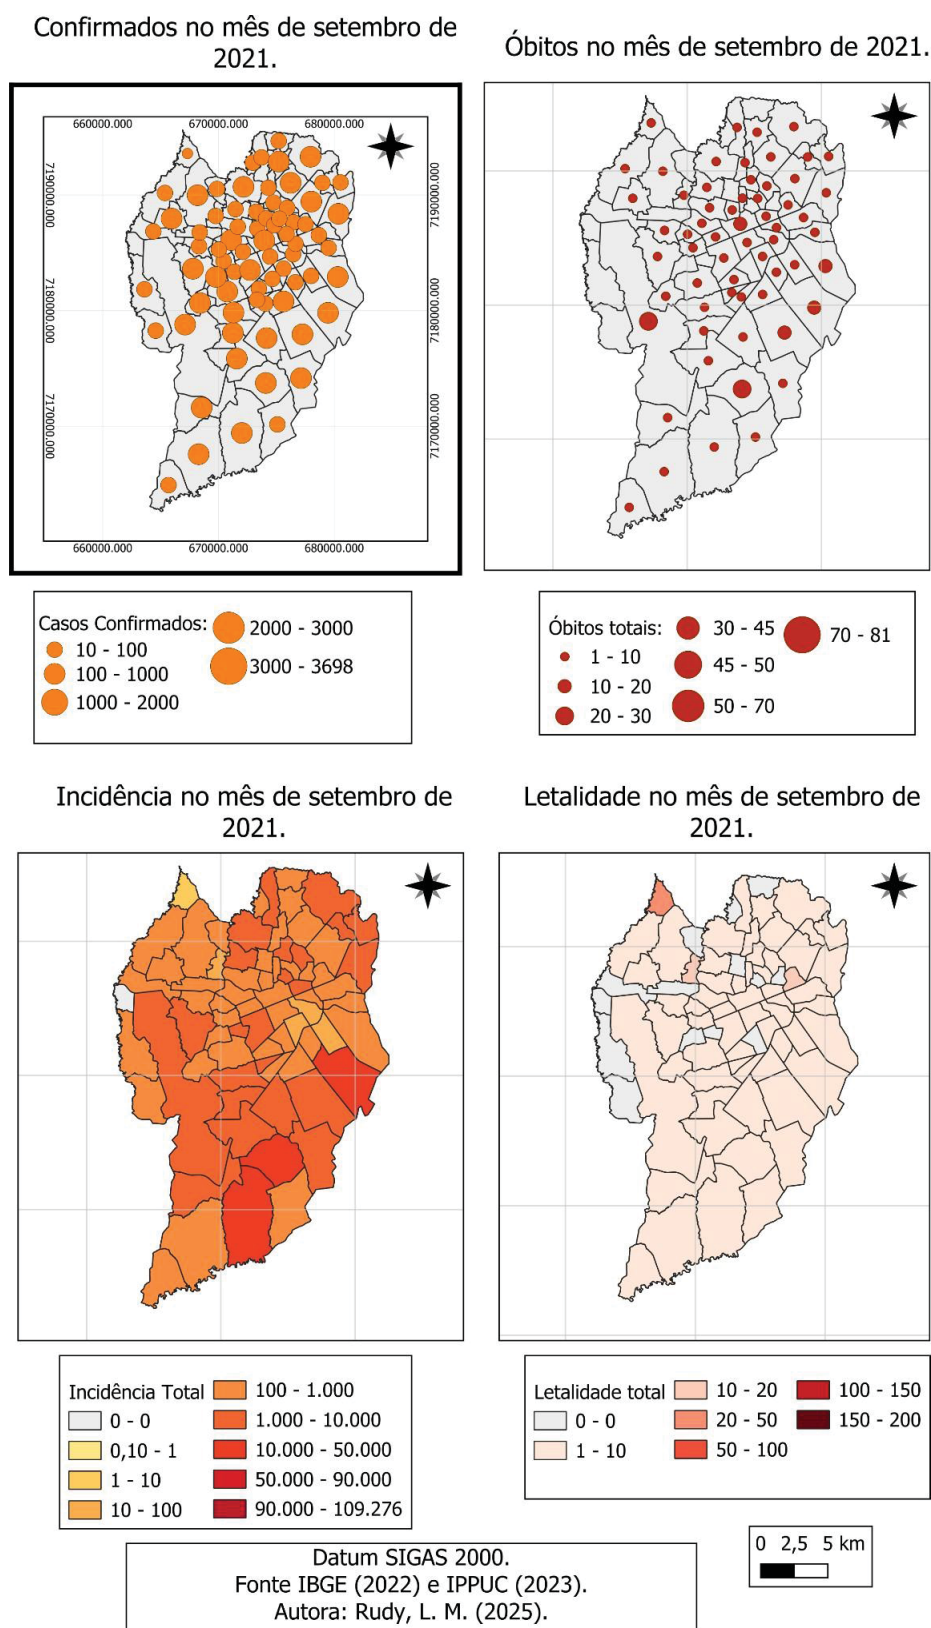 Confirmados no mês de setembro de
2021.
660000.000
670000.000
680000.000
7190000.000
7180000.000
7170000.000
7190000.000
7180000.000
7170000.000
660000.000
670000.000
680000.000
Casos Confirmados:
10 - 100
100 - 1000
1000 - 2000
2000 - 3000
3000 - 3698
Óbitos no mês de setembro de 2021.
Óbitos totais:
1 - 10
10 - 20
20 - 30
30 - 45
45 - 50
50 - 70
70 - 81
Incidência no mês de setembro de
2021.
Incidência Total
0 - 0
0,10 - 1
1 - 10
10 - 100
100 - 1.000
1.000 - 10.000
10.000 - 50.000
50.000 - 90.000
90.000 - 109.276
Letalidade no mês de setembro de
2021.
Letalidade total
0 - 0
1 - 10
10 - 20
20 - 50
50 - 100
100 - 150
150 - 200
0 2,5 5 km
Datum SIGAS 2000.
Fonte IBGE (2022) e IPPUC (2023).
Autora: Rudy, L. M. (2025).